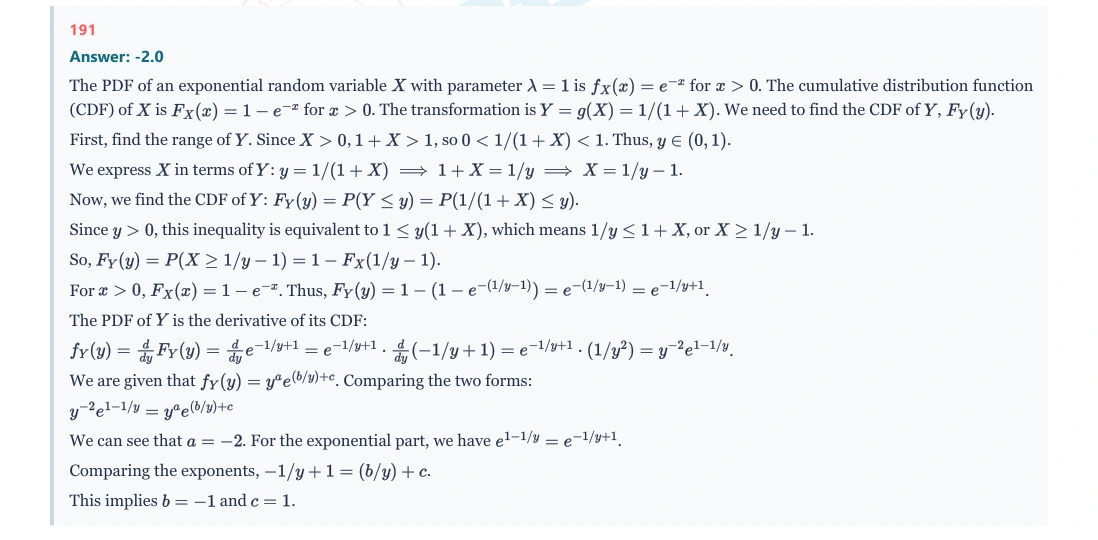 191
Answer: -2.0
The PDF of an exponential random variable X with parameter λ = 1 is f_X(x) = e^{−x} for x > 0. The cumulative distribution function
(CDF) of X is F_X(x) = 1 − e^{−x} for x > 0. The transformation is Y = g(X) = 1/(1 + X). We need to find the CDF of Y, F_Y(y).
First, find the range of Y. Since X > 0, 1 + X > 1, so 0 < 1/(1 + X) < 1. Thus, y ∈ (0, 1).
We express X in terms of Y: y = 1/(1 + X) ⟹ 1 + X = 1/y ⟹ X = 1/y − 1.
Now, we find the CDF of Y: F_Y(y) = P(Y ≤ y) = P(1/(1 + X) ≤ y).
Since y > 0, this inequality is equivalent to 1 ≤ y(1 + X), which means 1/y ≤ 1 + X, or X ≥ 1/y − 1.
So, F_Y(y) = P(X ≥ 1/y − 1) = 1 − F_X(1/y − 1).
For x > 0, F_X(x) = 1 − e^{−x}. Thus, F_Y(y) = 1 − (1 − e^{−(1/y−1)}) = e^{−(1/y−1)} = e^{−1/y+1}.
The PDF of Y is the derivative of its CDF:
f_Y(y) = \frac{d}{dy} F_Y(y) = \frac{d}{dy} e^{−1/y+1} = e^{−1/y+1} · \frac{d}{dy}(−1/y + 1) = e^{−1/y+1} · (1/y²) = y^{−2}e^{1−1/y}.
We are given that f_Y(y) = y^a e^{(b/y)+c}. Comparing the two forms:
y^{−2}e^{1−1/y} = y^a e^{(b/y)+c}
We can see that a = −2. For the exponential part, we have e^{1−1/y} = e^{−1/y+1}.
Comparing the exponents, −1/y + 1 = (b/y) + c.
This implies b = −1 and c = 1.